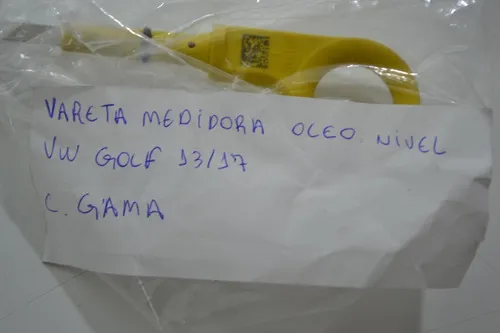 VARETA MEDIDORA OLEO. NIVEL
VW GOLF 13/17
C. GAMA